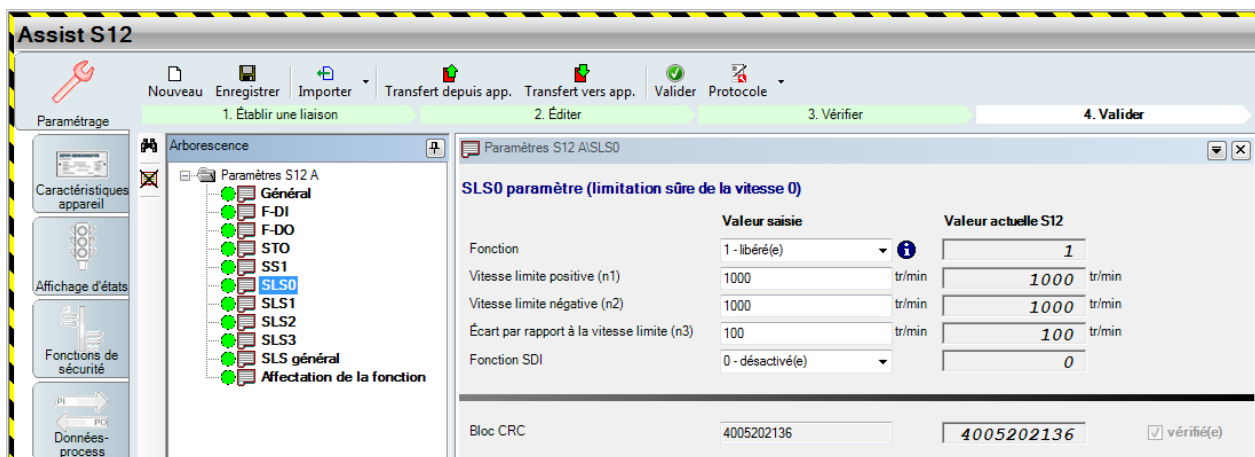 Assist S12
Nouveau Enregistrer Importer Transfert depuis app. Transfert vers app. Valider Protocole
Paramétrage
1. Établir une liaison 2. Éditer 3. Vérifier 4. Valider
Caractéristiques
appareil
Affichage d'états
Fonctions de
sécurité
PI
PO
Données-
process
Arborescence
Paramètres S12 A
Général
F-DI
F-DO
STO
SS1
SLS0
SLS1
SLS2
SLS3
SLS général
Affectation de la fonction
Paramètres S12 A\SLS0
SLS0 paramètre (limitation sûre de la vitesse 0)
Valeur saisie Valeur actuelle S12
Fonction 1 - libéré(e) 1
Vitesse limite positive (n1) 1000 tr/min 1000 tr/min
Vitesse limite négative (n2) 1000 tr/min 1000 tr/min
Écart par rapport à la vitesse limite (n3) 100 tr/min 100 tr/min
Fonction SDI 0 - désactivé(e) 0
Bloc CRC 4005202136 4005202136 vérifié(e)